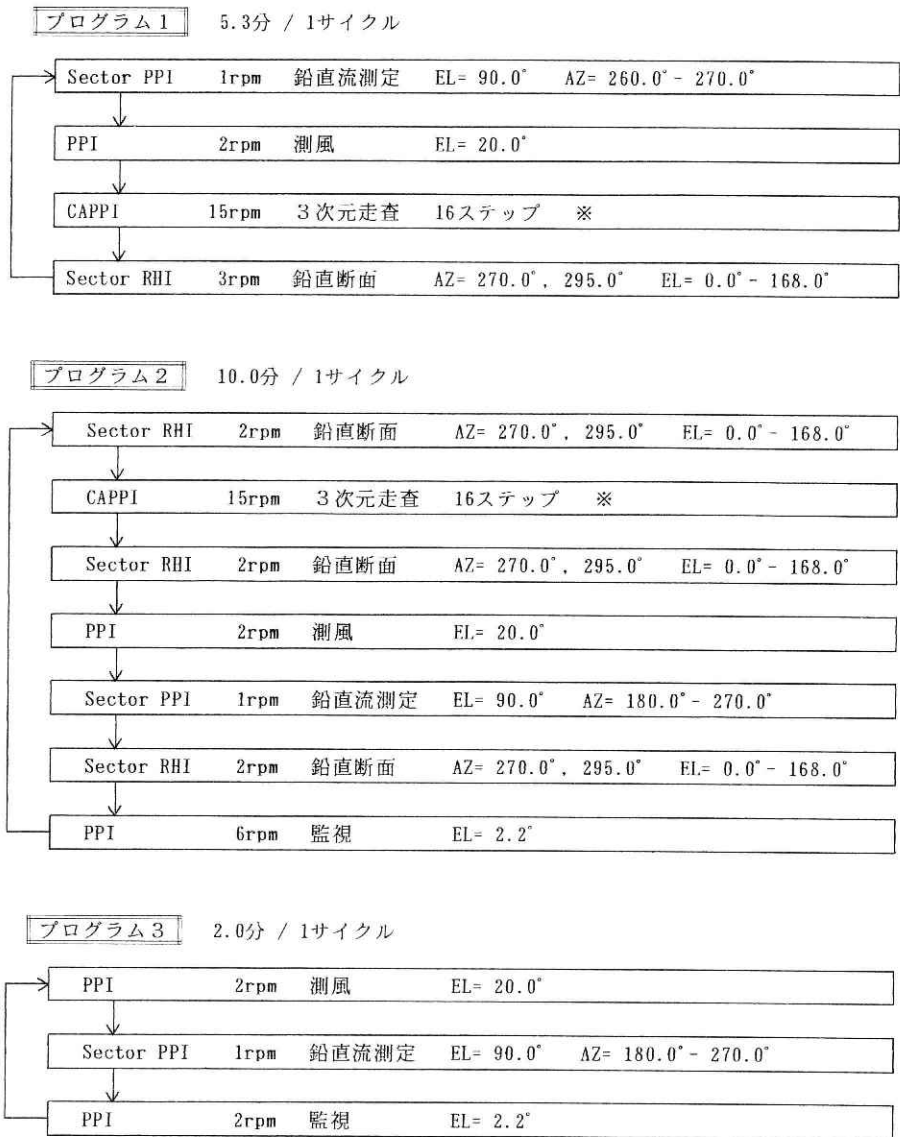 プログラム1 5.3分 / 1サイクル
Sector PPI 1rpm 鉛直流測定 EL= 90.0° AZ= 260.0°- 270.0°
PPI 2rpm 測風 EL= 20.0°
CAPPI 15rpm 3次元走査 16ステップ ※
Sector RHI 3rpm 鉛直断面 AZ= 270.0°, 295.0° EL= 0.0°- 168.0°
プログラム2 10.0分 / 1サイクル
Sector RHI 2rpm 鉛直断面 AZ= 270.0°, 295.0° EL= 0.0°- 168.0°
CAPPI 15rpm 3次元走査 16ステップ ※
Sector RHI 2rpm 鉛直断面 AZ= 270.0°, 295.0° EL= 0.0°- 168.0°
PPI 2rpm 測風 EL= 20.0°
Sector PPI 1rpm 鉛直流測定 EL= 90.0° AZ= 180.0°- 270.0°
Sector RHI 2rpm 鉛直断面 AZ= 270.0°, 295.0° EL= 0.0°- 168.0°
PPI 6rpm 監視 EL= 2.2°
プログラム3 2.0分 / 1サイクル
PPI 2rpm 測風 EL= 20.0°
Sector PPI 1rpm 鉛直流測定 EL= 90.0° AZ= 180.0°- 270.0°
PPI 2rpm 監視 EL= 2.2°